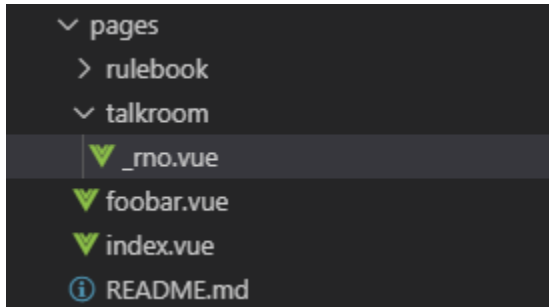 pages
rulebook
talkroom
_rno.vue
foobar.vue
index.vue
README.md